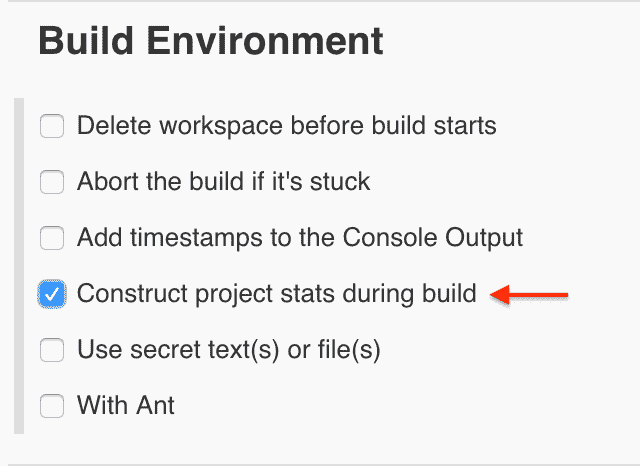 Build Environment
Delete workspace before build starts
Abort the build if it's stuck
Add timestamps to the Console Output
Construct project stats during build
Use secret text(s) or file(s)
With Ant